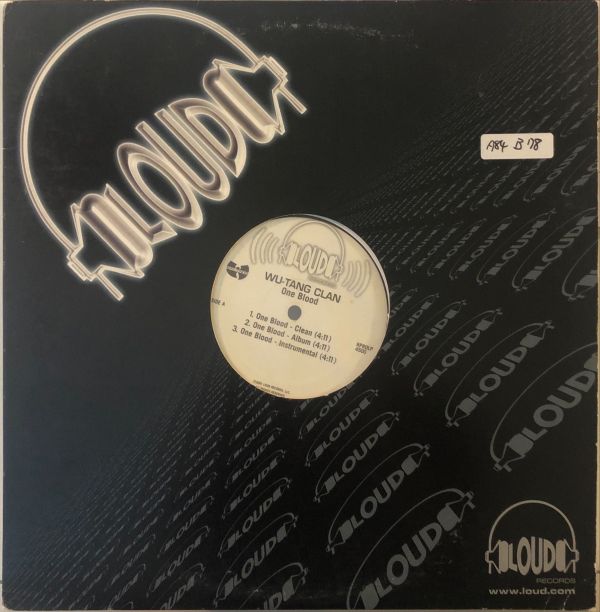 LOUD
A84 B78
LOUD
WU-TANG CLAN
One Blood
SIDE A
1. One Blood - Clean (4:11)
2. One Blood - Album (4:11)
3. One Blood - Instrumental (4:11)
LOUD
RECORDS
www.loud.com